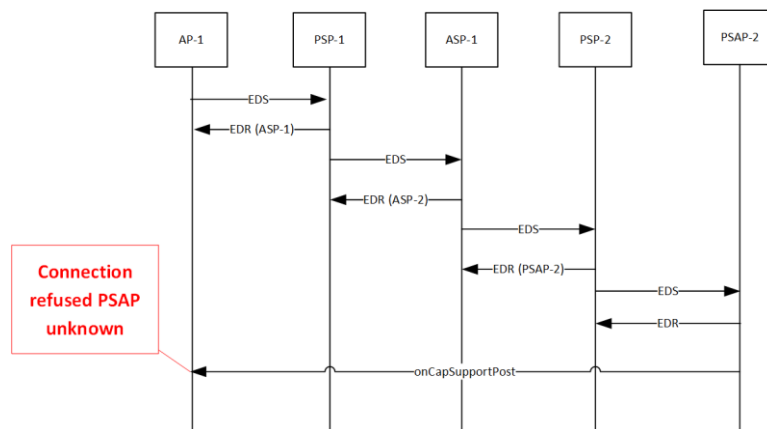 AP-1
PSP-1
ASP-1
PSP-2
PSAP-2
EDS
EDR (ASP-1)
EDS
EDR (ASP-2)
EDS
EDR (PSAP-2)
EDS
EDR
Connection
refused PSAP
unknown
onCapSupportPost